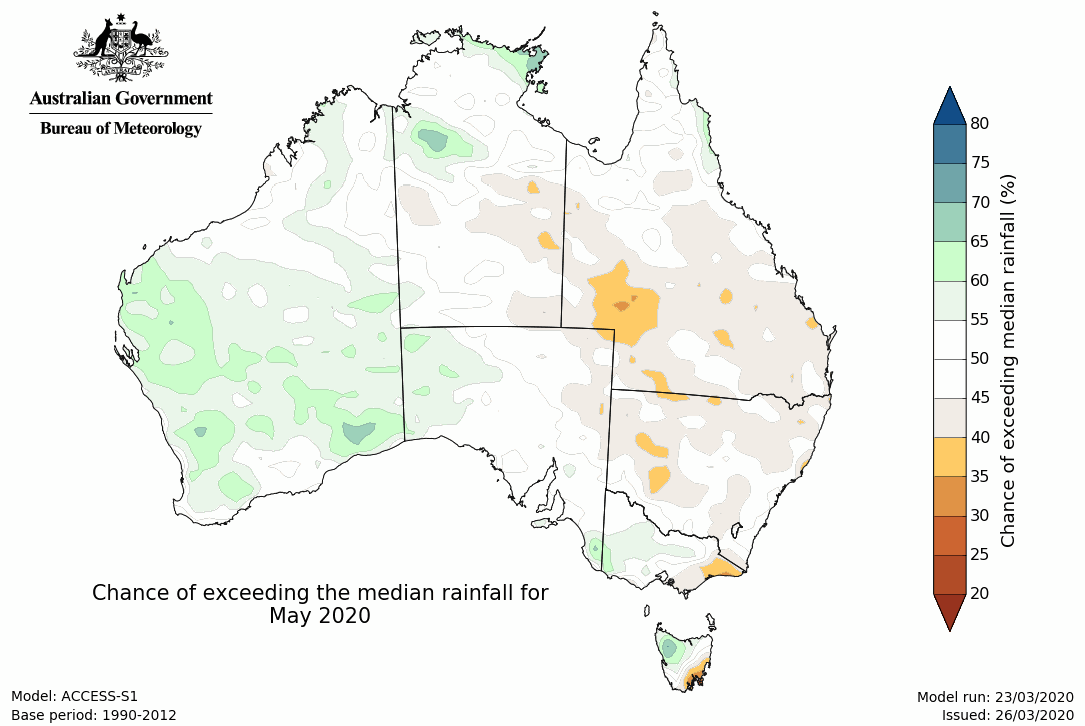 Australian Government
Bureau of Meteorology
80
75
70
65
60
55
50
45
40
35
30
25
20
Chance of exceeding median rainfall (%)
Chance of exceeding the median rainfall for
May 2020
Model: ACCESS-S1
Base period: 1990-2012
Model run: 23/03/2020
Issued: 26/03/2020